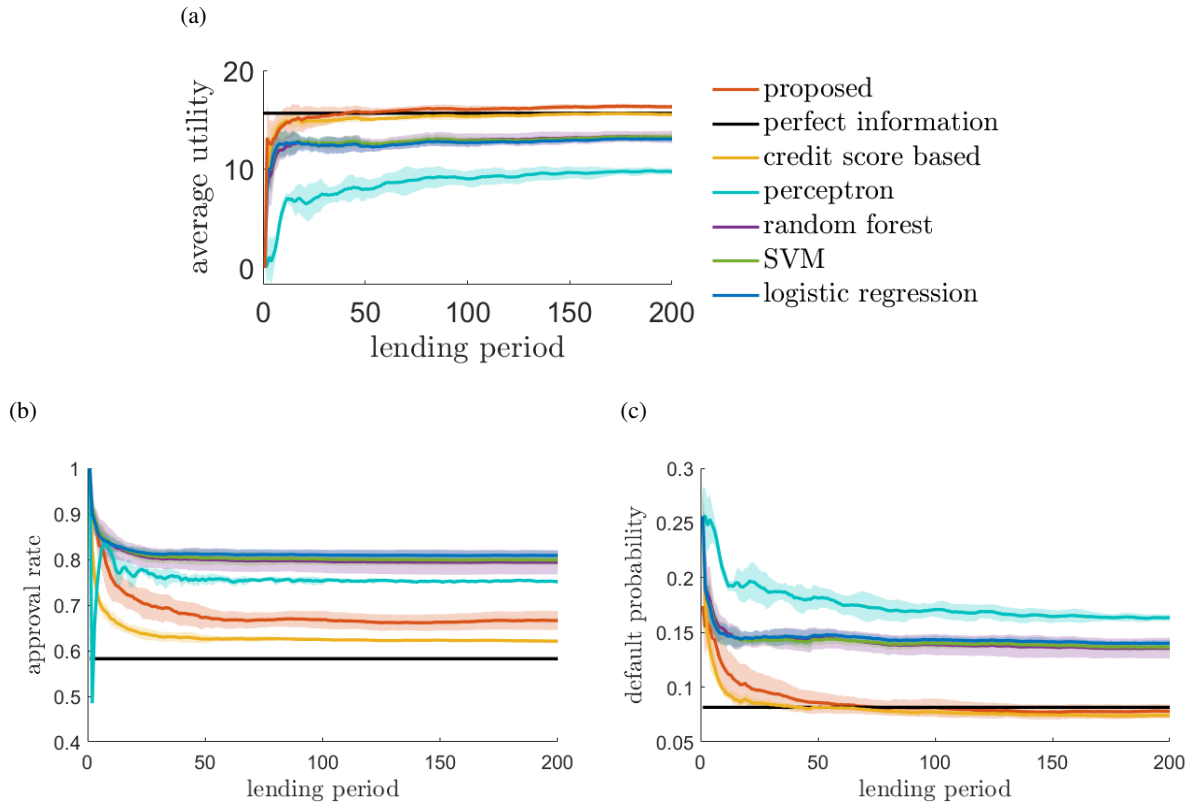 (a)
average utility
20
10
0
0 50 100 150 200
lending period
proposed
perfect information
credit score based
perceptron
random forest
SVM
logistic regression
(b)
approval rate
1
0.9
0.8
0.7
0.6
0.5
0.4
0 50 100 150 200
lending period
(c)
default probability
0.3
0.25
0.2
0.15
0.1
0.05
0 50 100 150 200
lending period